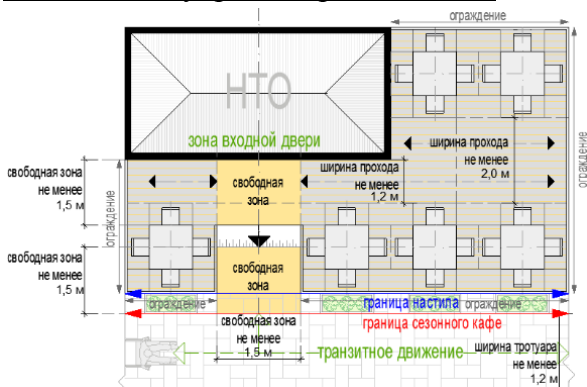 ограждение
НТО
зона входной двери
ширина прохода
не менее
2,0 м
ограждение
свободная зона
не менее
1,5 м
ограждение
свободная
зона
ширина прохода
не менее
1,2 м
свободная зона
не менее
1,5 м
свободная
зона
ограждение
граница настила
ограждение
свободная зона
не менее
1,5 м
граница сезонного кафе
транзитное движение
ширина тротуара
не менее
1,2 м